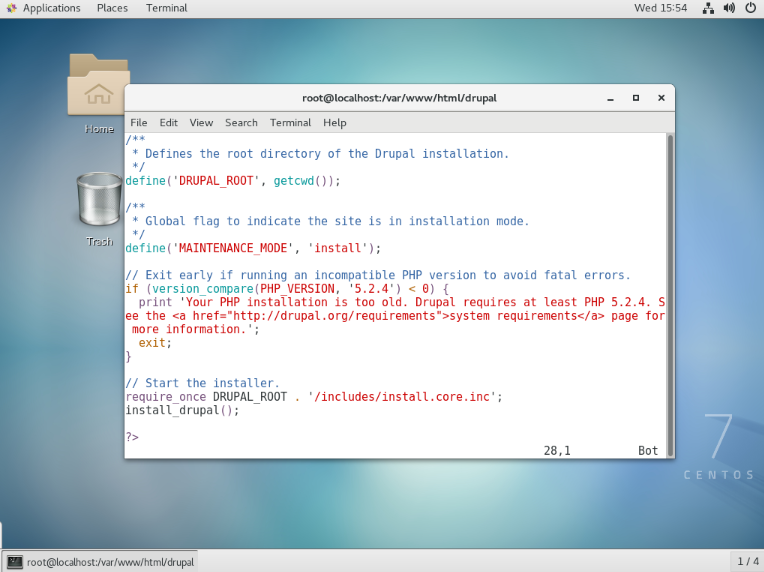 Applications Places Terminal Wed 15:54
Home
Trash
root@localhost:/var/www/html/drupal
File Edit View Search Terminal Help
/**
 * Defines the root directory of the Drupal installation.
 */
define('DRUPAL_ROOT', getcwd());
/**
 * Global flag to indicate the site is in installation mode.
 */
define('MAINTENANCE_MODE', 'install');
// Exit early if running an incompatible PHP version to avoid fatal errors.
if (version_compare(PHP_VERSION, '5.2.4') < 0) {
  print 'Your PHP installation is too old. Drupal requires at least PHP 5.2.4. S
ee the <a href="http://drupal.org/requirements">system requirements</a> page for
 more information.';
  exit;
}
// Start the installer.
require_once DRUPAL_ROOT . '/includes/install.core.inc';
install_drupal();
?>
28,1 Bot
7
CENTOS
root@localhost:/var/www/html/drupal 1 / 4